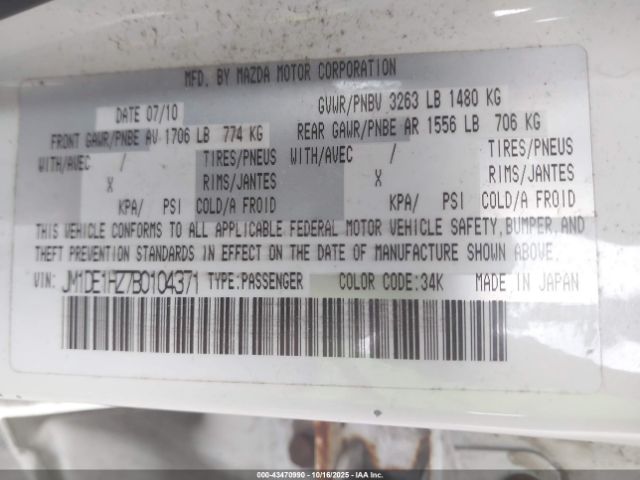 MFD. BY MAZDA MOTOR CORPORATION
DATE 07/10 GVWR/PNBV 3263 LB 1480 KG
FRONT GAWR/PNBE AV 1706 LB 774 KG REAR GAWR/PNBE AR 1556 LB 706 KG
WITH/AVEC / TIRES/PNEUS WITH/AVEC / TIRES/PNEUS
X RIMS/JANTES X RIMS/JANTES
KPA/ PSI COLD/A FROID KPA/ PSI COLD/A FROID
THIS VEHICLE CONFORMS TO ALL APPLICABLE FEDERAL MOTOR VEHICLE SAFETY, BUMPER, AND
THEFT PREVENTION STANDARDS IN EFFECT ON THE DATE OF MANUFACTURE SHOWN ABOVE.
VIN: JM1DE1HZ7B0104371 TYPE:PASSENGER COLOR CODE:34K MADE IN JAPAN
000-43470990 - 10/16/2025 - IAA Inc.